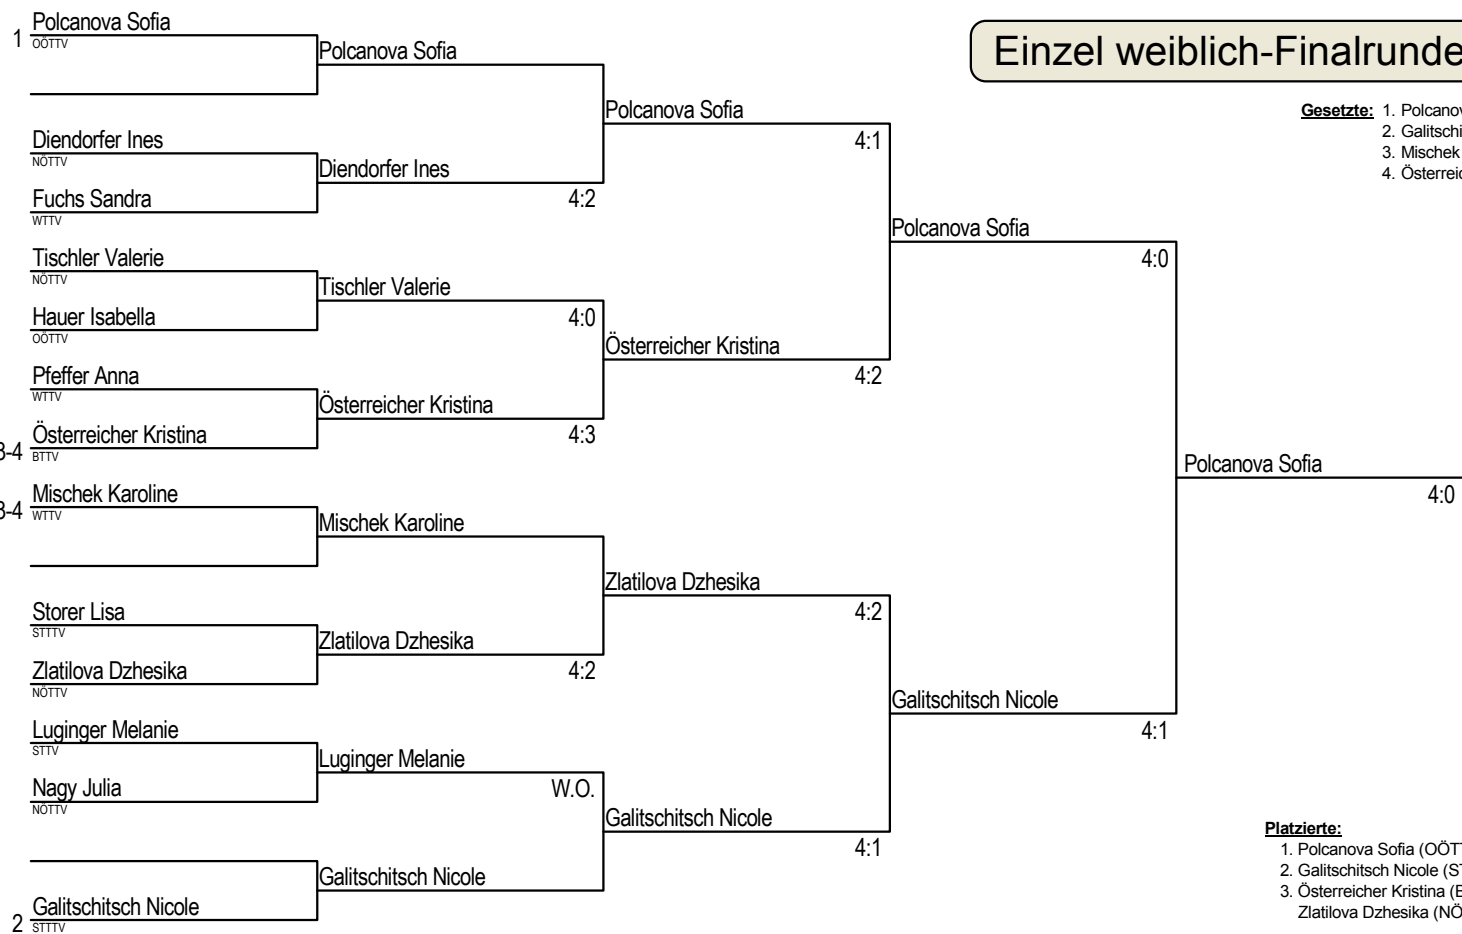 Einzel weiblich-Finalrunde
Gesetzte: 1. Polcanov
2. Galitschi
3. Mischek
4. Österreic
1 Polcanova Sofia
OÖTTV
Diendorfer Ines
NÖTTV
Fuchs Sandra
WTTV
Tischler Valerie
NÖTTV
Hauer Isabella
OÖTTV
Pfeffer Anna
WTTV
3-4 Österreicher Kristina
BTTV
3-4 Mischek Karoline
WTTV
Storer Lisa
STTTV
Zlatilova Dzhesika
NÖTTV
Luginger Melanie
STTV
Nagy Julia
NÖTTV
2 Galitschitsch Nicole
STTTV
Polcanova Sofia
Diendorfer Ines
4:2
Tischler Valerie
4:0
Österreicher Kristina
4:3
Mischek Karoline
Zlatilova Dzhesika
4:2
Luginger Melanie
W.O.
Galitschitsch Nicole
Polcanova Sofia
4:1
Österreicher Kristina
4:2
Zlatilova Dzhesika
4:2
Galitschitsch Nicole
4:1
Polcanova Sofia
4:0
Galitschitsch Nicole
4:1
Polcanova Sofia
4:0
Platzierte:
1. Polcanova Sofia (OÖT
2. Galitschitsch Nicole (S
3. Österreicher Kristina (
Zlatilova Dzhesika (NÖ